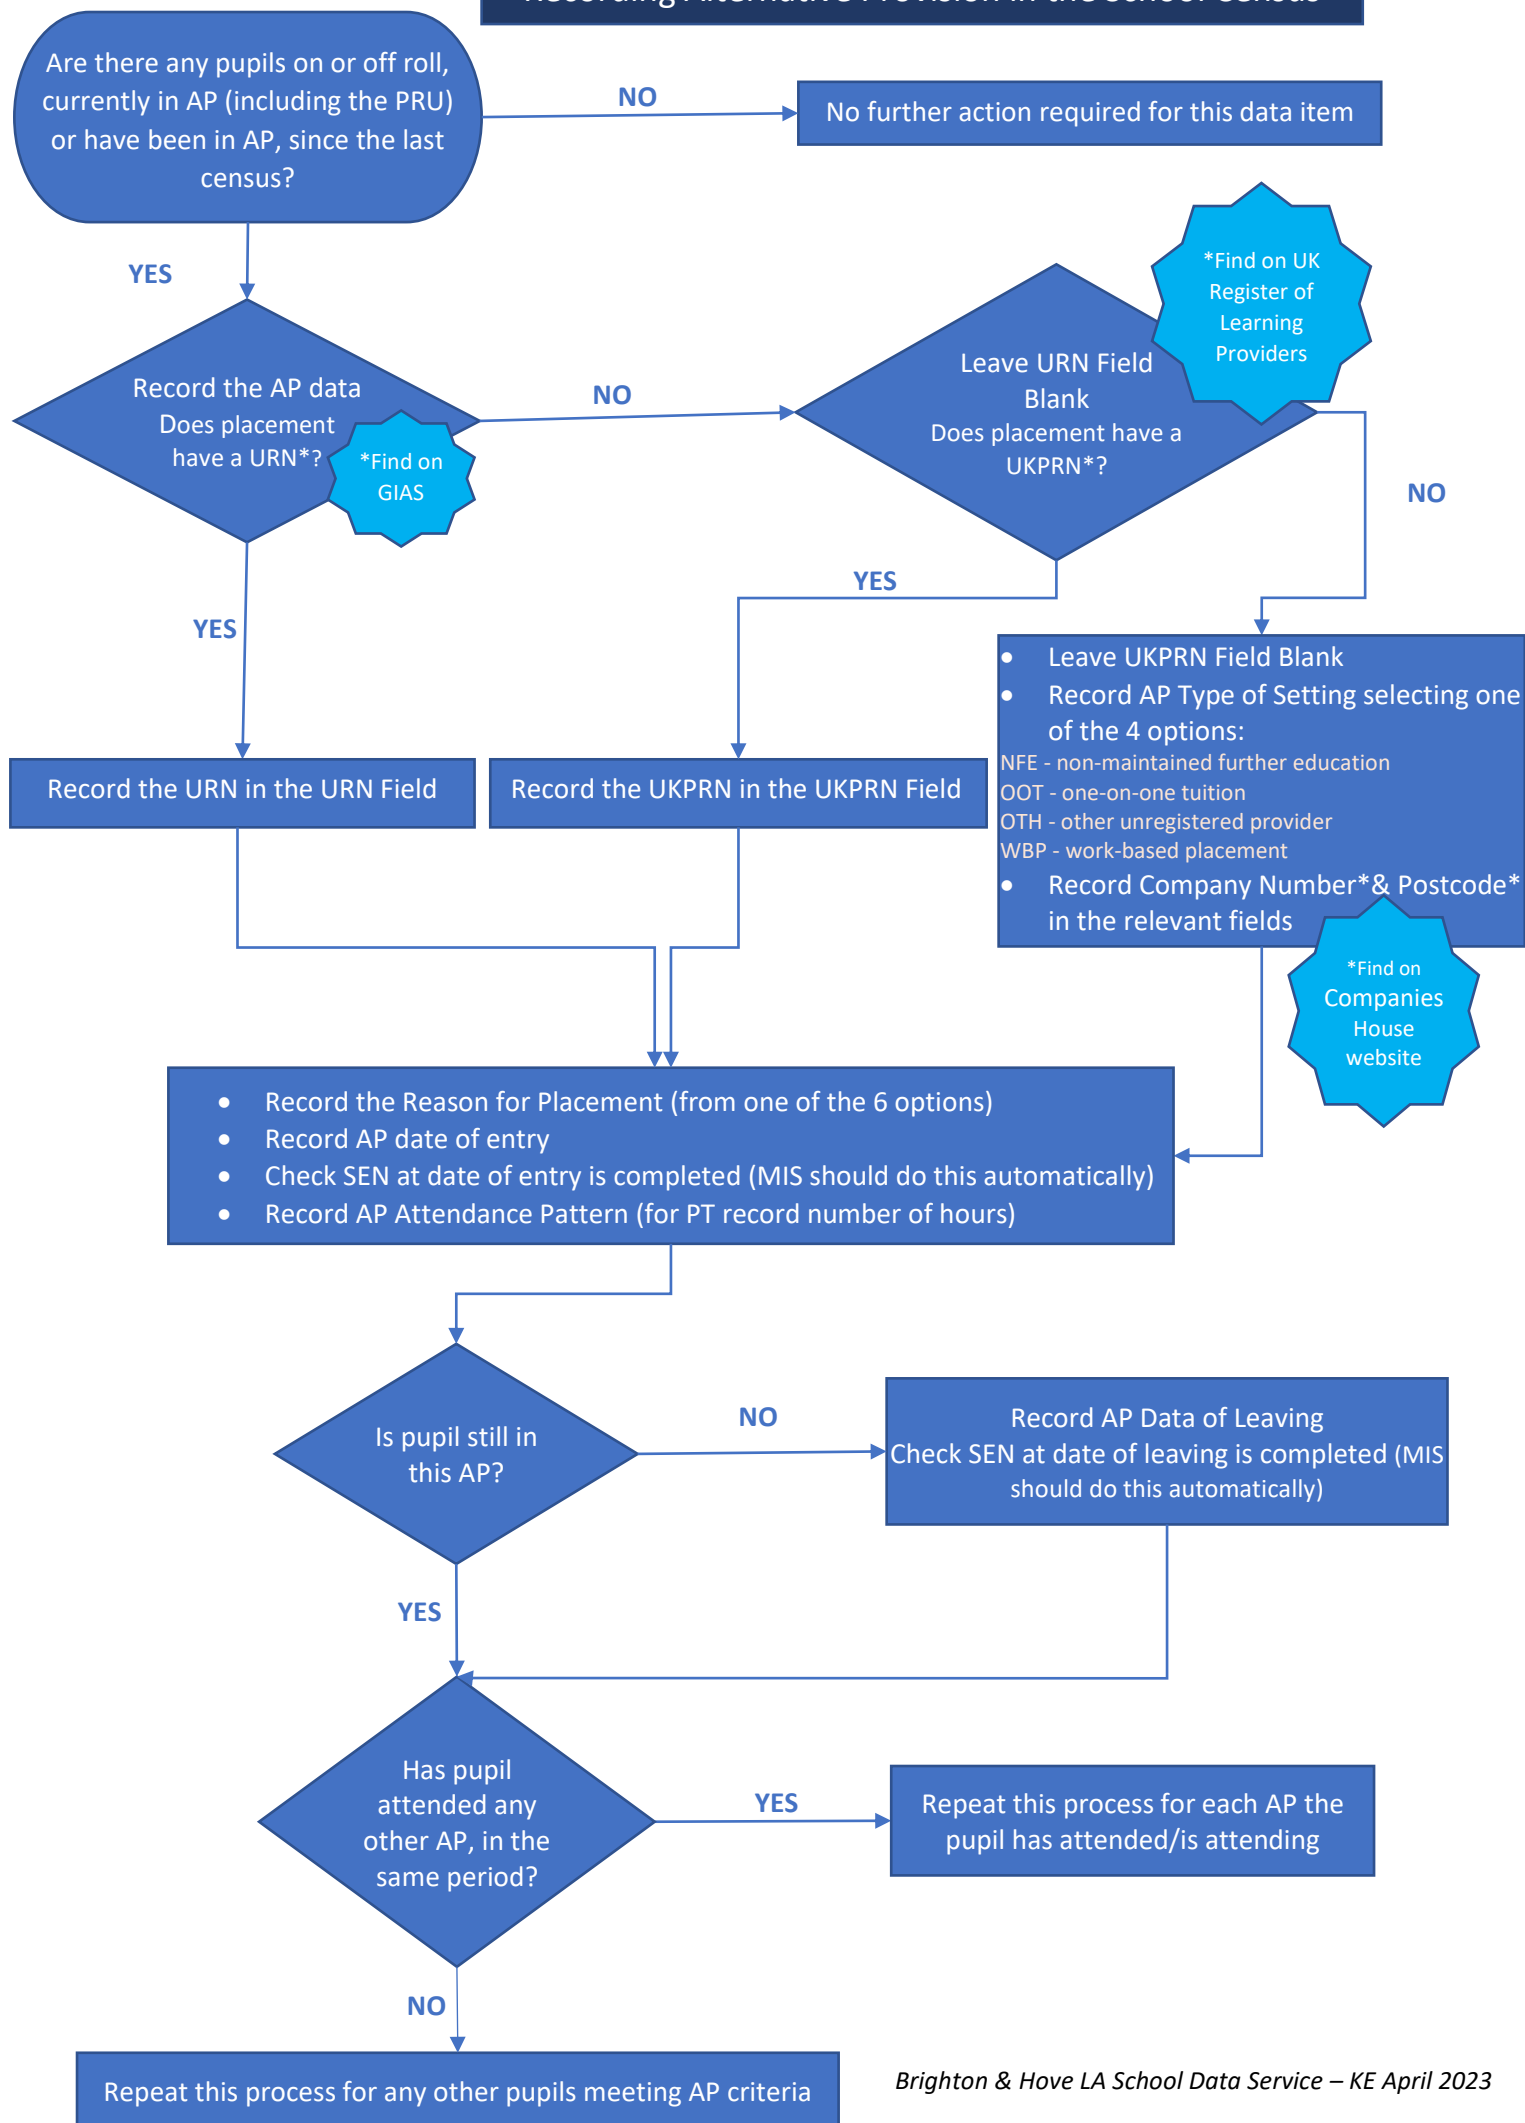 Recording Alternative Provision in the School Census
Are there any pupils on or off roll,
currently in AP (including the PRU)
or have been in AP, since the last
census?
NO
No further action required for this data item
YES
Record the AP data
Does placement
have a URN*?
*Find on
GIAS
NO
Leave URN Field
Blank
Does placement have a
UKPRN*?
*Find on UK
Register of
Learning
Providers
NO
YES
YES
Record the URN in the URN Field
Record the UKPRN in the UKPRN Field
• Leave UKPRN Field Blank
• Record AP Type of Setting selecting one
of the 4 options:
NFE - non-maintained further education
OOT - one-on-one tuition
OTH - other unregistered provider
WBP - work-based placement
• Record Company Number*& Postcode*
in the relevant fields
*Find on
Companies
House
website
• Record the Reason for Placement (from one of the 6 options)
• Record AP date of entry
• Check SEN at date of entry is completed (MIS should do this automatically)
• Record AP Attendance Pattern (for PT record number of hours)
Is pupil still in
this AP?
NO
Record AP Data of Leaving
Check SEN at date of leaving is completed (MIS
should do this automatically)
YES
Has pupil
attended any
other AP, in the
same period?
YES
Repeat this process for each AP the
pupil has attended/is attending
NO
Repeat this process for any other pupils meeting AP criteria
Brighton & Hove LA School Data Service – KE April 2023